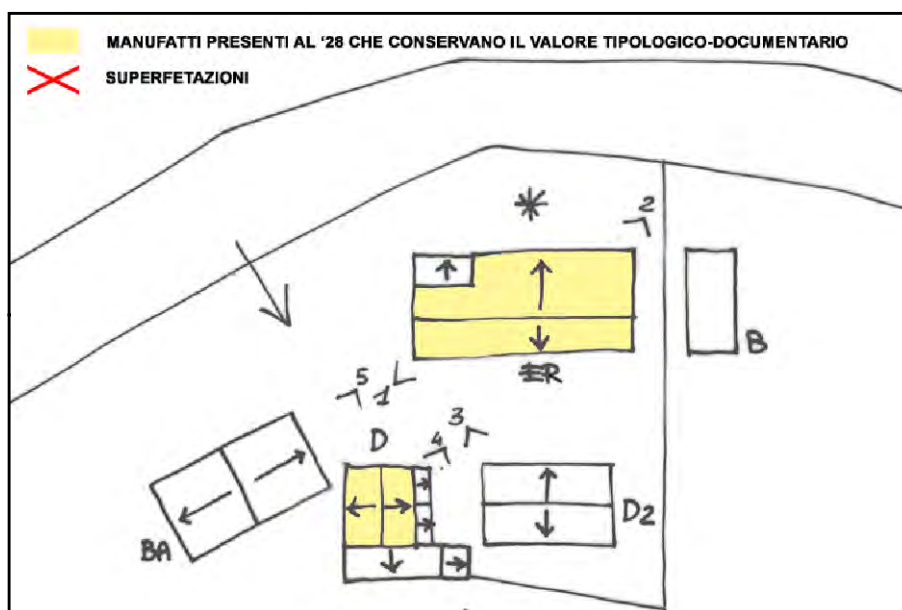 MANUFATTI PRESENTI AL '28 CHE CONSERVANO IL VALORE TIPOLOGICO-DOCUMENTARIO
SUPERFETAZIONI
2
B
ER
5
1
3
D
4
D2
BA